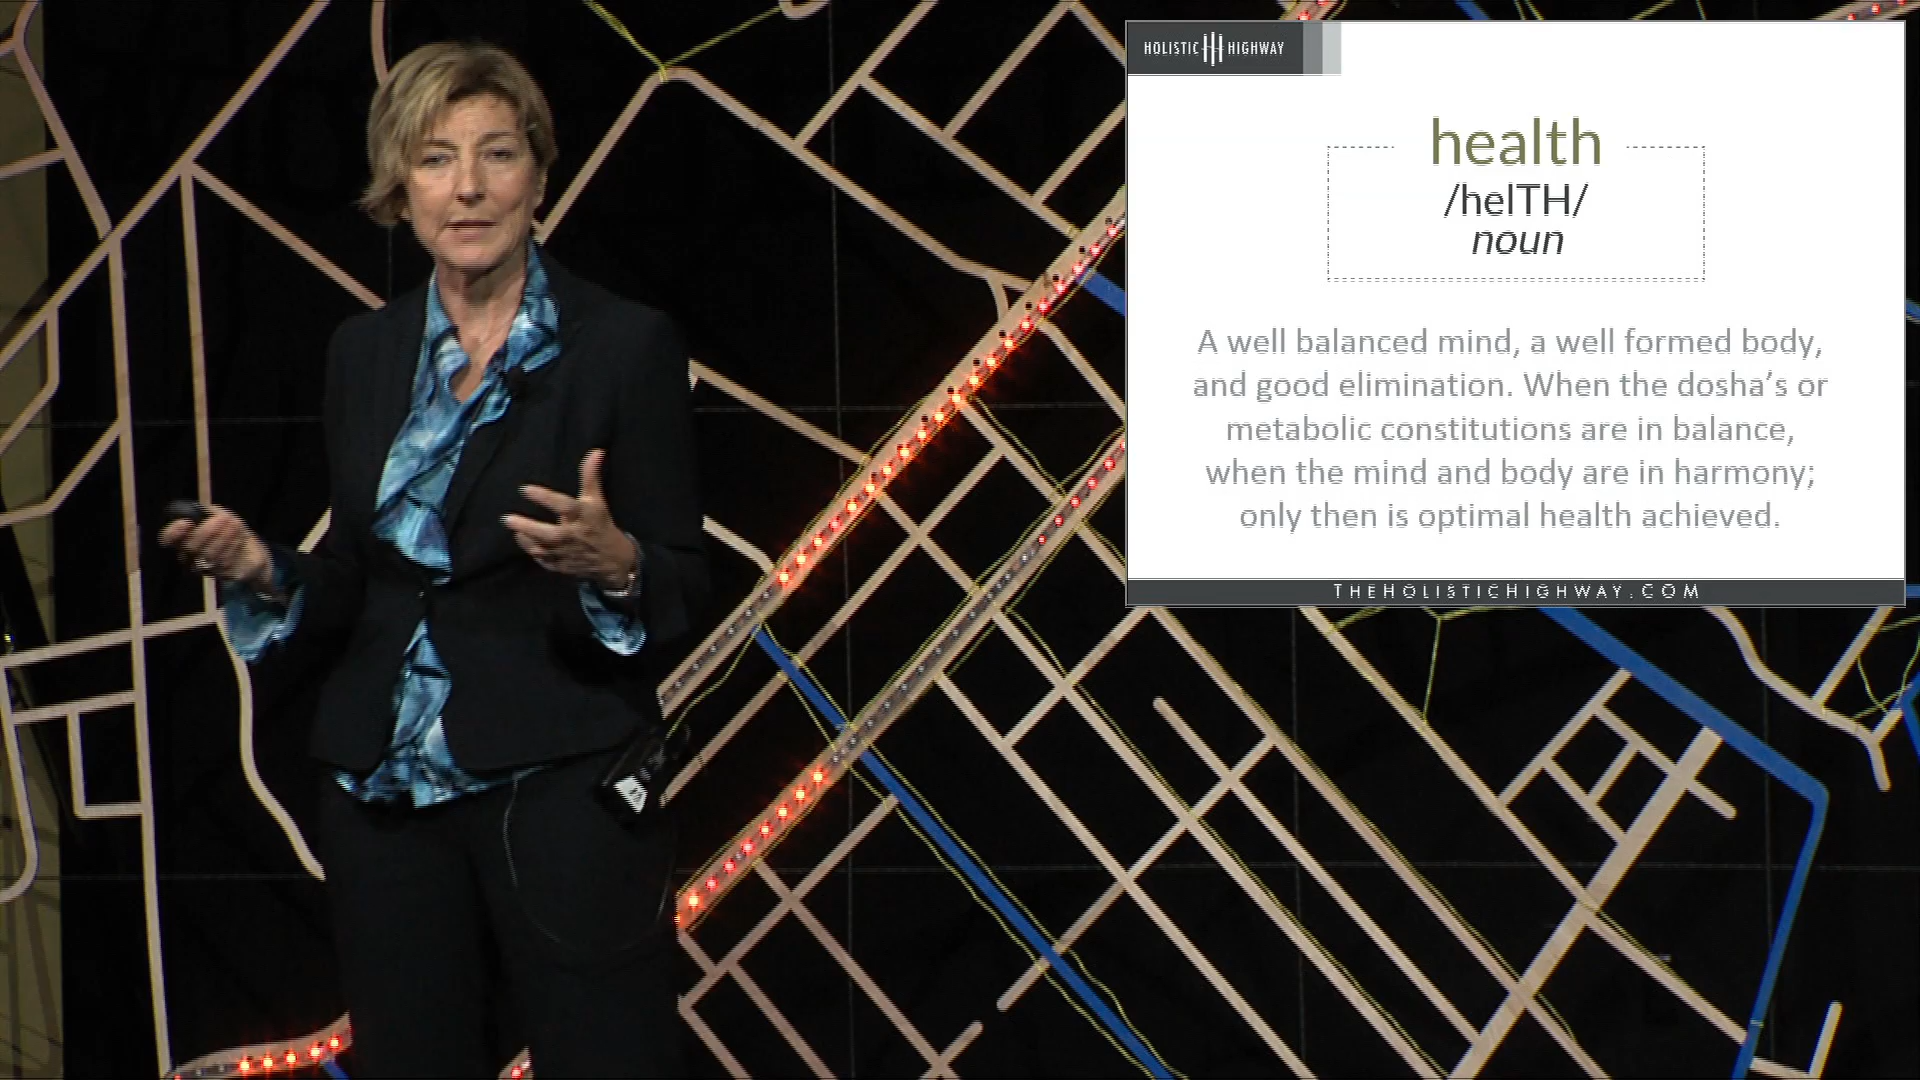 HOLISTIC HIGHWAY
health
/helTH/
noun
A well balanced mind, a well formed body,
and good elimination. When the dosha's or
metabolic constitutions are in balance,
when the mind and body are in harmony;
only then is optimal health achieved.
THEHOLISTICHIGHWAY.COM